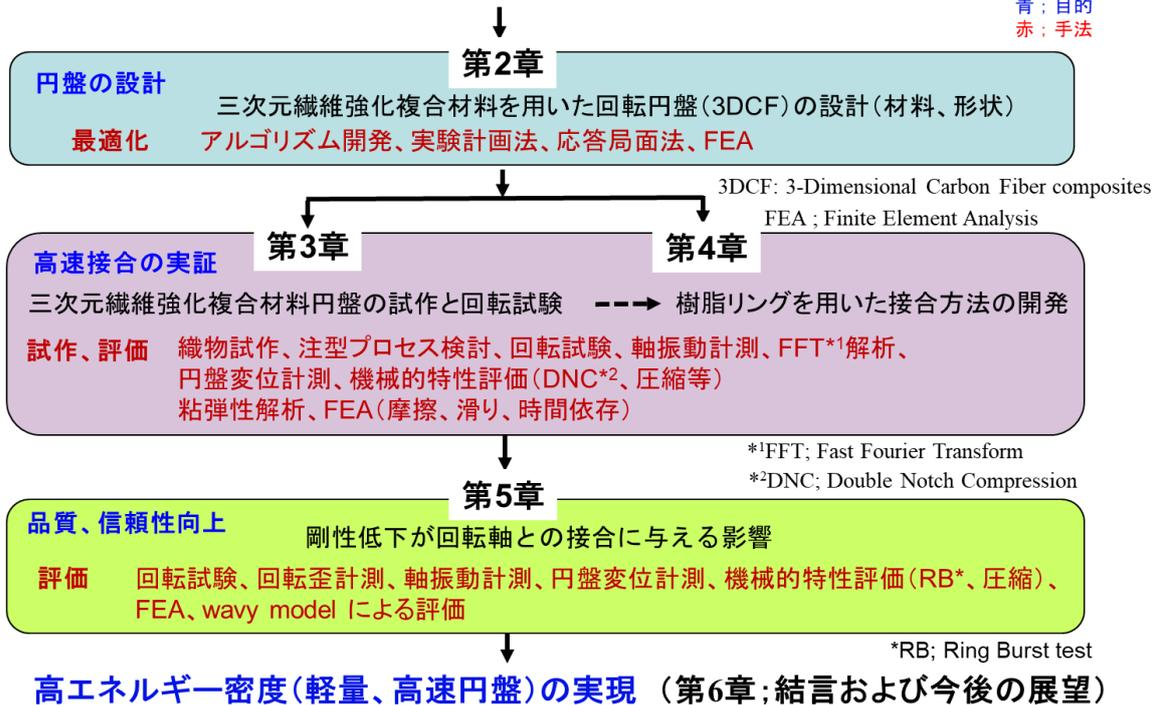 青；目的
赤；手法
第2章
円盤の設計
三次元繊維強化複合材料を用いた回転円盤（3DCF）の設計（材料、形状）
最適化 アルゴリズム開発、実験計画法、応答局面法、FEA
3DCF: 3-Dimensional Carbon Fiber composites
FEA ; Finite Element Analysis
第3章
第4章
高速接合の実証
三次元繊維強化複合材料円盤の試作と回転試験
樹脂リングを用いた接合方法の開発
試作、評価 織物試作、注型プロセス検討、回転試験、軸振動計測、FFT*1解析、
円盤変位計測、機械的特性評価（DNC*2、圧縮等）
粘弾性解析、FEA（摩擦、滑り、時間依存）
*1FFT; Fast Fourier Transform
*2DNC; Double Notch Compression
第5章
品質、信頼性向上
剛性低下が回転軸との接合に与える影響
評価 回転試験、回転歪計測、軸振動計測、円盤変位計測、機械的特性評価（RB*、圧縮）、
FEA、wavy model による評価
*RB; Ring Burst test
高エネルギー密度（軽量、高速円盤）の実現 （第6章；結言および今後の展望）